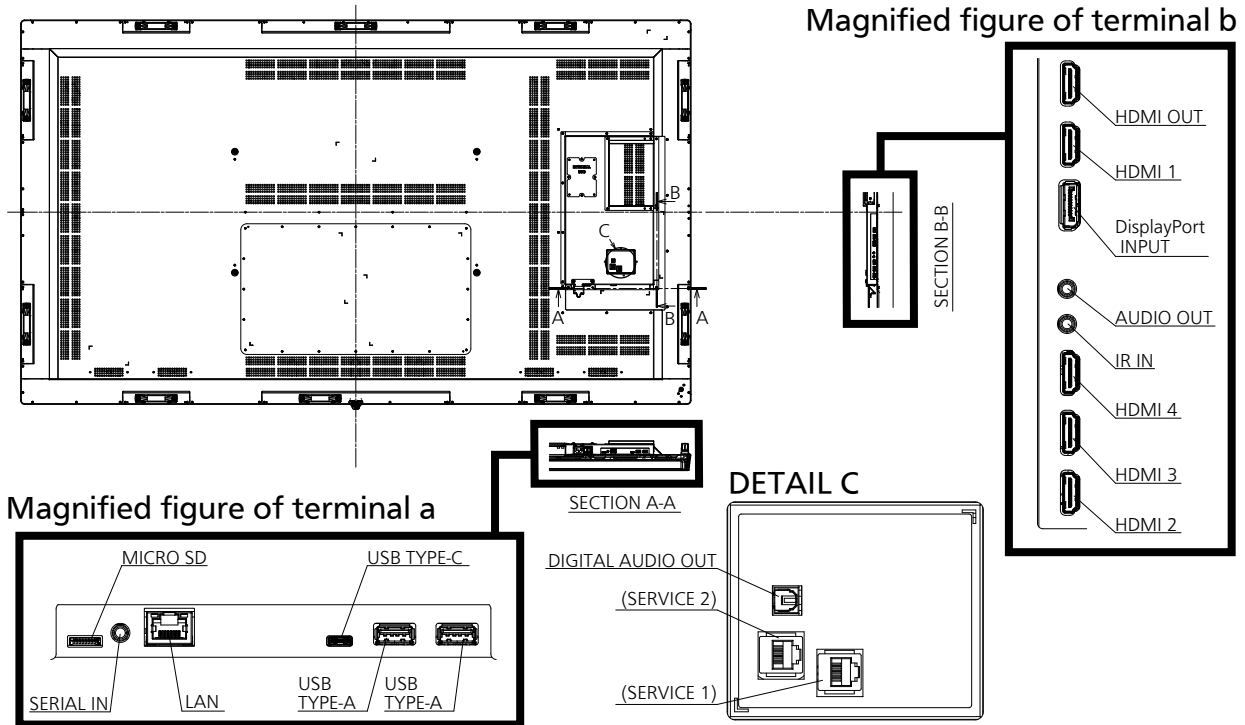 Magnified figure of terminal b
HDMI OUT
HDMI 1
DisplayPort
INPUT
AUDIO OUT
IR IN
HDMI 4
HDMI 3
HDMI 2
B
C
A
B
A
SECTION B-B
SECTION A-A
Magnified figure of terminal a
MICRO SD
USB TYPE-C
SERIAL IN
LAN
USB
TYPE-A
USB
TYPE-A
DETAIL C
DIGITAL AUDIO OUT
(SERVICE 2)
(SERVICE 1)